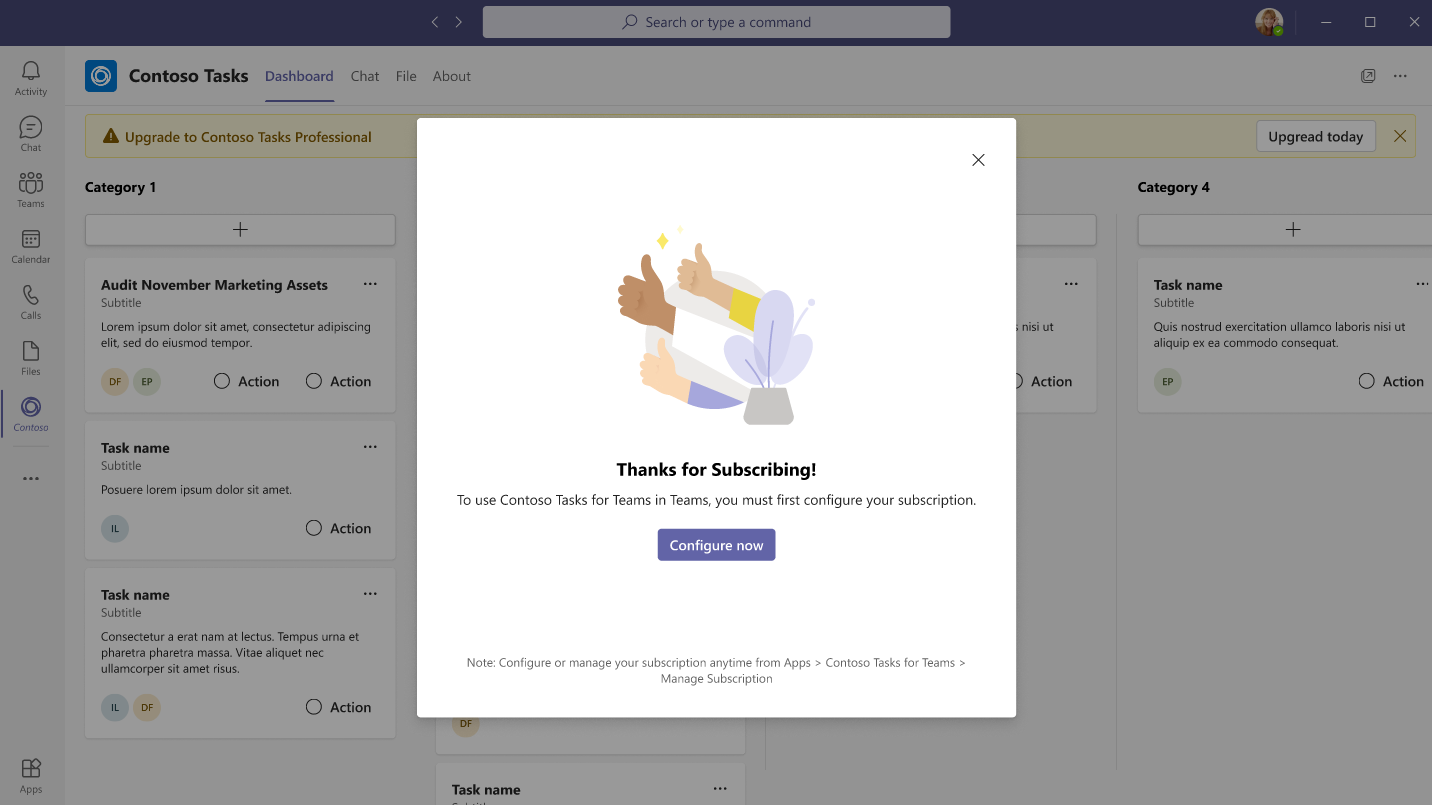 Search or type a command
Activity
Chat
Teams
Calendar
Calls
Files
Contoso
Apps
Contoso Tasks
Dashboard
Chat
File
About
Upgrade to Contoso Tasks Professional
Upgread today
Category 1
Audit November Marketing Assets
Subtitle
Lorem ipsum dolor sit amet, consectetur adipiscing
elit, sed do eiusmod tempor.
DF
EP
Action
Action
Task name
Subtitle
Posuere lorem ipsum dolor sit amet.
IL
Action
Task name
Subtitle
Consectetur a erat nam at lectus. Tempus urna et
pharetra pharetra massa. Vitae aliquet nec
ullamcorper sit amet risus.
IL
DF
Action
Thanks for Subscribing!
To use Contoso Tasks for Teams in Teams, you must first configure your subscription.
Configure now
Note: Configure or manage your subscription anytime from Apps > Contoso Tasks for Teams >
Manage Subscription
DF
Task name
nisi ut
Action
Category 4
Task name
Subtitle
Quis nostrud exercitation ullamco laboris nisi ut
aliquip ex ea commodo consequat.
EP
Action